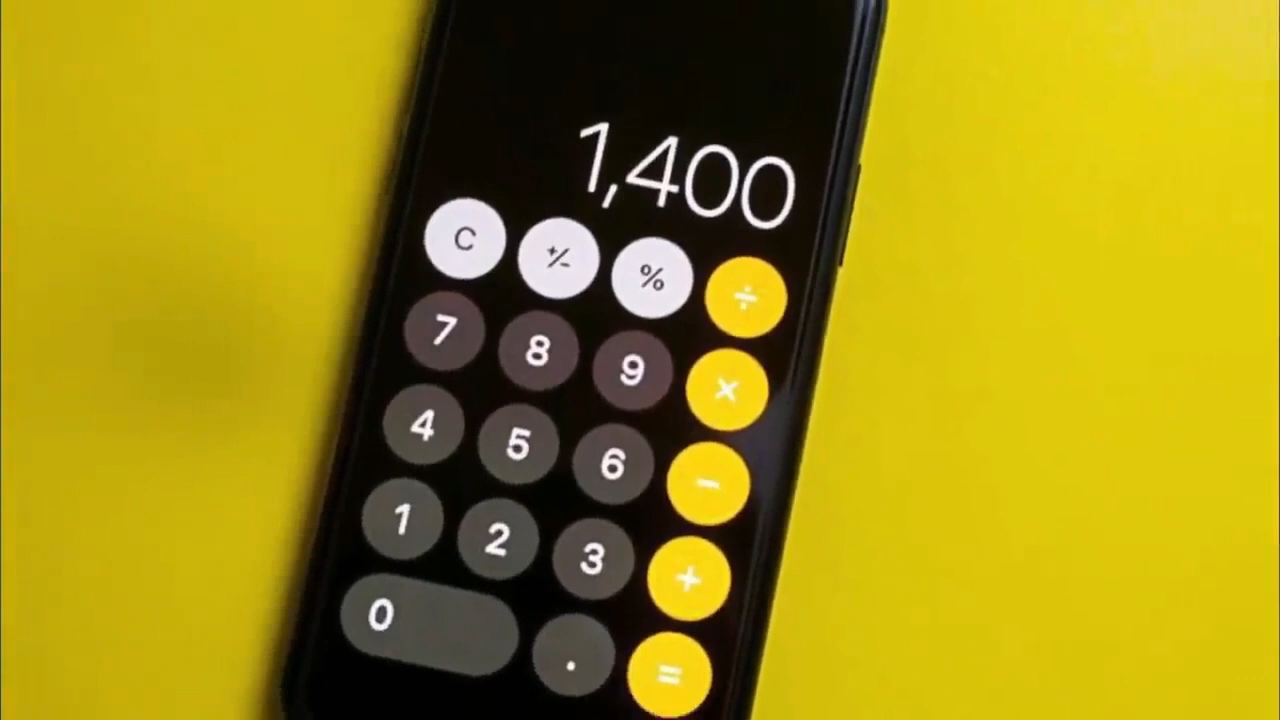 1,400
C +/- % ÷
7 8 9 ×
4 5 6 −
1 2 3 +
0 . =